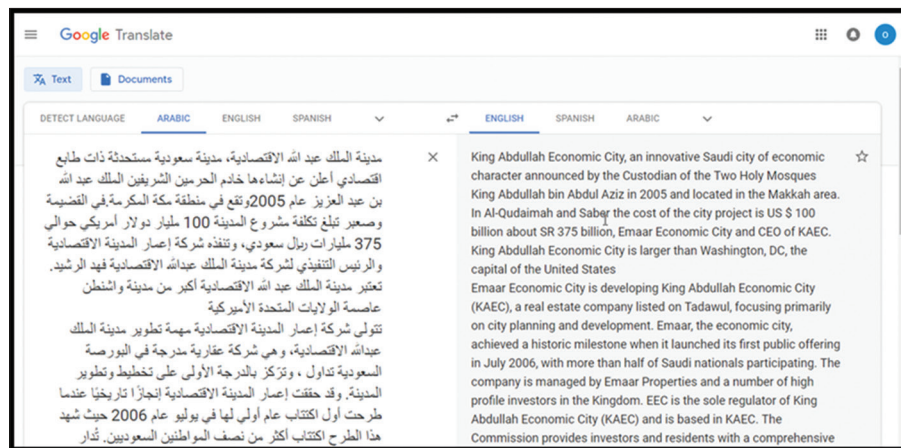 Google Translate
O
Text
Documents
DETECT LANGUAGE
ARABIC
ENGLISH
SPANISH
ENGLISH
SPANISH
ARABIC
مدينة الملك عبد الله الاقتصادية، مدينة سعودية مستحدثة ذات طابع
اقتصادي أعلن عن إنشاءها خادم الحرمين الشريفين الملك عبد الله
بن عبد العزيز عام 2005وتقع في منطقة مكة المكرمة.في القضيمة
وصعبر تبلغ تكلفة مشروع المدينة 100 مليار دولار أمريكي حوالي
375 مليارات ريال سعودي، وتنفذه شركة إعمار المدينة الاقتصادية
والرئيس التنفيذي لشركة مدينة الملك عبدالله الاقتصادية فهد الرشيد.
تعتبر مدينة الملك عبد الله الاقتصادية أكبر من مدينة واشنطن
عاصمة الولايات المتحدة الأميركية
تتولى شركة إعمار المدينة الاقتصادية مهمة تطوير مدينة الملك
عبدالله الاقتصادية، وهي شركة عقارية مدرجة في البورصة
السعودية تداول ، وتركز بالدرجة الأولى على تخطيط وتطوير
المدينة. وقد حققت إعمار المدينة الاقتصادية إنجازًا تاريخيًا عندما
طرحت أول اكتتاب عام أولي لها في يوليو عام 2006 حيث شهد
هذا الطرح اكتتاب أكثر من نصف المواطنين السعوديين. تُدار
King Abdullah Economic City, an innovative Saudi city of economic
character announced by the Custodian of the Two Holy Mosques
King Abdullah bin Abdul Aziz in 2005 and located in the Makkah area.
In Al-Qudaimah and Saber the cost of the city project is US $ 100
billion about SR 375 billion, Emaar Economic City and CEO of KAEC.
King Abdullah Economic City is larger than Washington, DC, the
capital of the United States
Emaar Economic City is developing King Abdullah Economic City
(KAEC), a real estate company listed on Tadawul, focusing primarily
on city planning and development. Emaar, the economic city,
achieved a historic milestone when it launched its first public offering
in July 2006, with more than half of Saudi nationals participating. The
company is managed by Emaar Properties and a number of high
profile investors in the Kingdom. EEC is the sole regulator of King
Abdullah Economic City (KAEC) and is based in KAEC. The
Commission provides investors and residents with a comprehensive